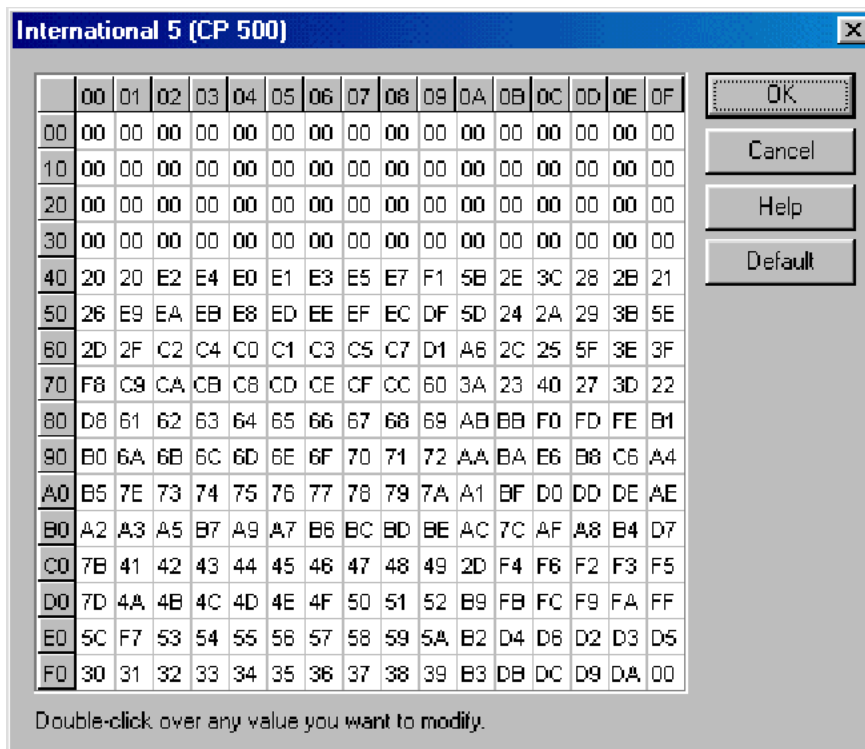 International 5 (CP 500)
00 01 02 03 04 05 06 07 08 09 0A 0B 0C 0D 0E 0F
00 00 00 00 00 00 00 00 00 00 00 00 00 00 00 00 00
10 00 00 00 00 00 00 00 00 00 00 00 00 00 00 00 00
20 00 00 00 00 00 00 00 00 00 00 00 00 00 00 00 00
30 00 00 00 00 00 00 00 00 00 00 00 00 00 00 00 00
40 20 20 E2 E4 E0 E1 E3 E5 E7 F1 5B 2E 3C 28 2B 21
50 26 E9 EA EB E8 ED EE EF EC DF 5D 24 2A 29 3B 5E
60 2D 2F C2 C4 C0 C1 C3 C5 C7 D1 A6 2C 25 5F 3E 3F
70 F8 C9 CA CB C8 CD CE CF CC 60 3A 23 40 27 3D 22
80 D8 61 62 63 64 65 66 67 68 69 AB BB F0 FD FE B1
90 B0 6A 6B 6C 6D 6E 6F 70 71 72 AA BA E6 B8 C6 A4
A0 B5 7E 73 74 75 76 77 78 79 7A A1 BF D0 DD DE AE
B0 A2 A3 A5 B7 A9 A7 B6 BC BD BE AC 7C AF A8 B4 D7
C0 7B 41 42 43 44 45 46 47 48 49 2D F4 F6 F2 F3 F5
D0 7D 4A 4B 4C 4D 4E 4F 50 51 52 B9 FB FC F9 FA FF
E0 5C F7 53 54 55 56 57 58 59 5A B2 D4 D6 D2 D3 D5
F0 30 31 32 33 34 35 36 37 38 39 B3 DB DC D9 DA 00
OK
Cancel
Help
Default
Double-click over any value you want to modify.